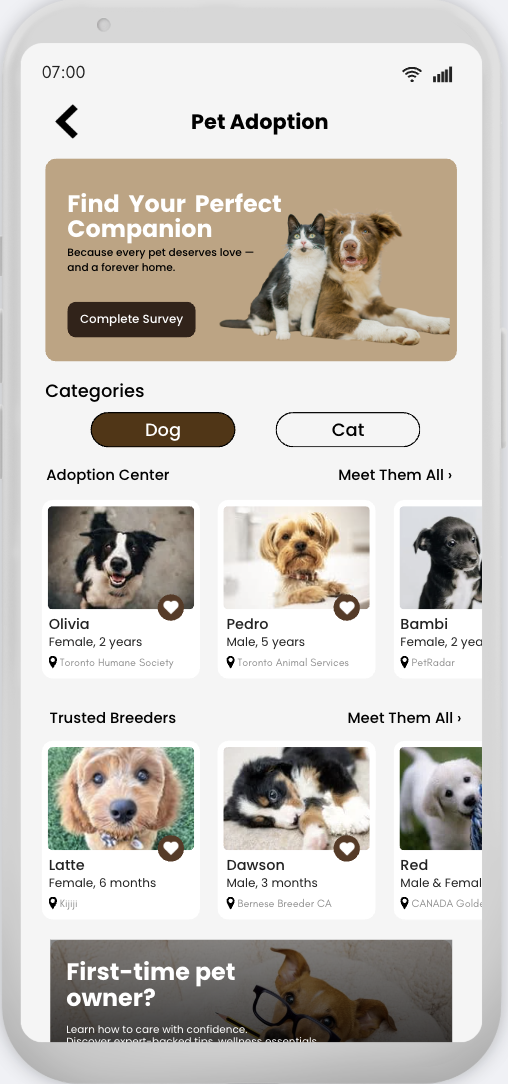 07:00
Pet Adoption
Find Your Perfect
Companion
Because every pet deserves love —
and a forever home.
Complete Survey
Categories
Dog
Cat
Adoption Center
Meet Them All ›
Olivia
Female, 2 years
Toronto Humane Society
Pedro
Male, 5 years
Toronto Animal Services
Bambi
Female, 2 yea
PetRadar
Trusted Breeders
Meet Them All ›
Latte
Female, 6 months
Kijiji
Dawson
Male, 3 months
Bernese Breeder CA
Red
Male & Femal
CANADA Golde
First-time pet
owner?
Learn how to care with confidence.
Discover expert-backed tips, wellness essentials,